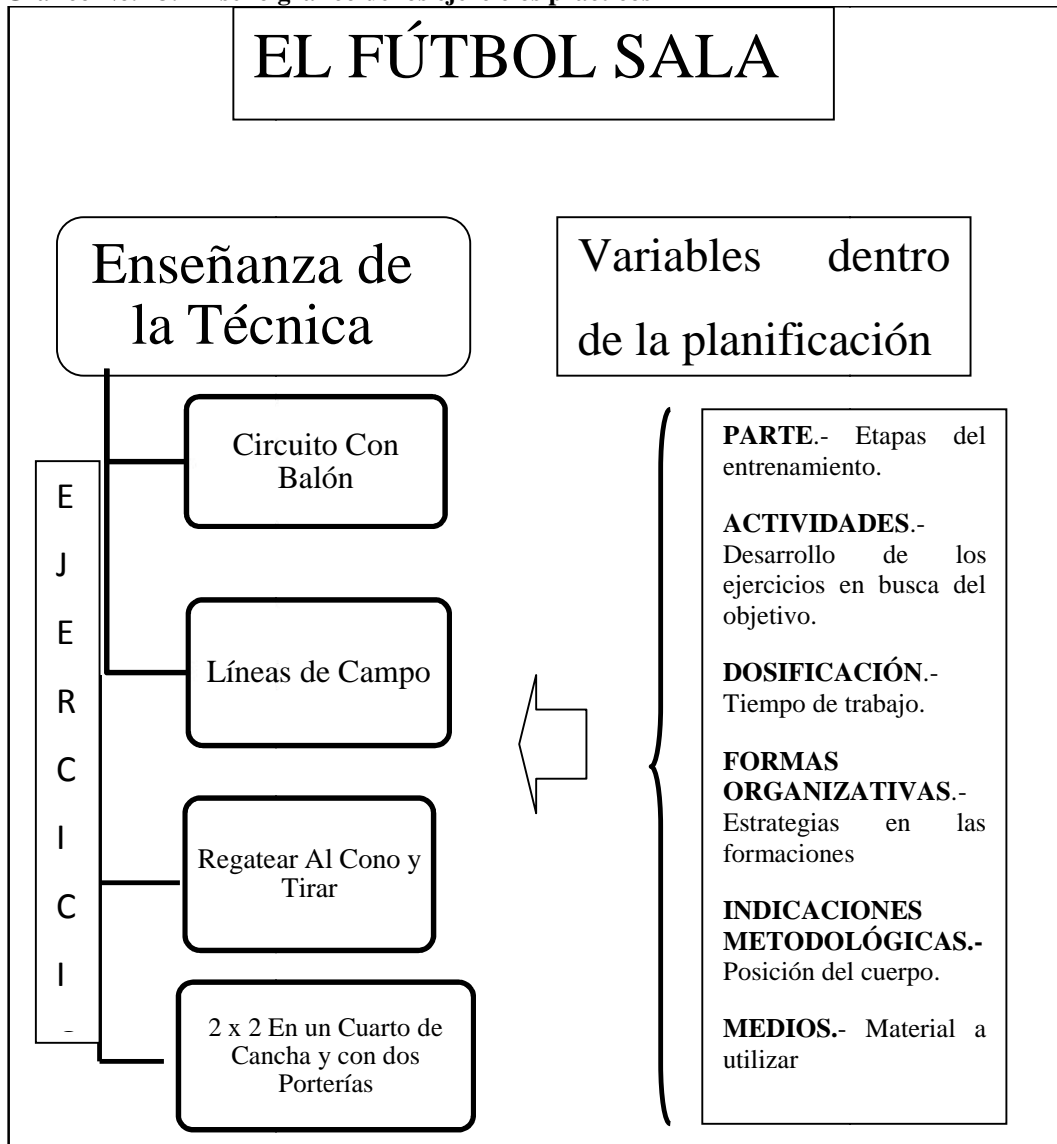 EL FÚTBOL SALA
Enseñanza de
la Técnica
Variables dentro
de la planificación
E
J
E
R
C
I
C
I
Circuito Con
Balón
Líneas de Campo
Regatear Al Cono y
Tirar
2 x 2 En un Cuarto de
Cancha y con dos
Porterías
PARTE.- Etapas del
entrenamiento.
ACTIVIDADES.-
Desarrollo de los
ejercicios en busca del
objetivo.
DOSIFICACIÓN.-
Tiempo de trabajo.
FORMAS
ORGANIZATIVAS.-
Estrategias en las
formaciones
INDICACIONES
METODOLÓGICAS.-
Posición del cuerpo.
MEDIOS.- Material a
utilizar